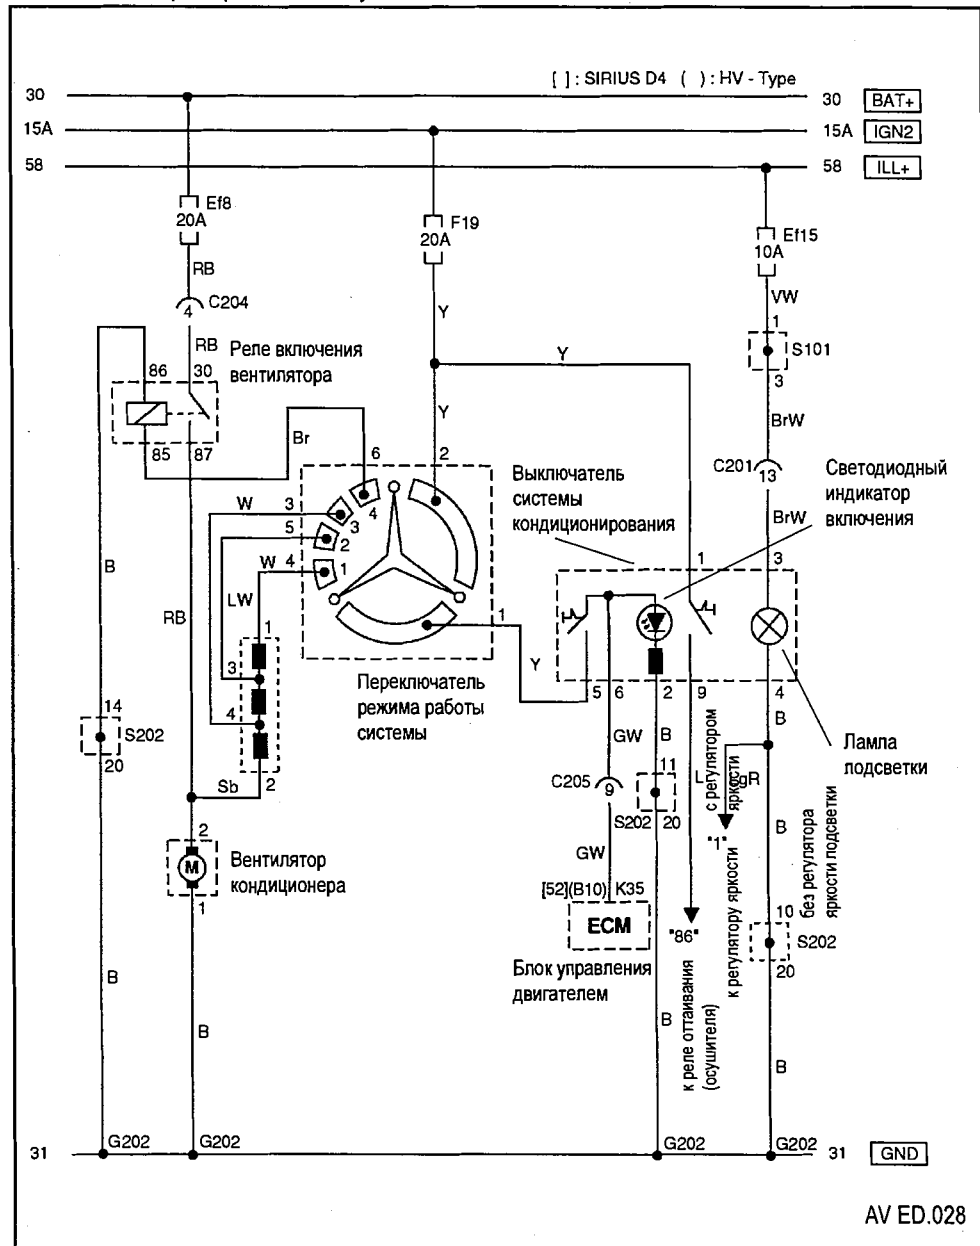 [ ] : SIRIUS D4 ( ) : HV - Type
30
30
BAT+
15A
15A
IGN2
58
58
ILL+
Ef8
20A
RB
C204
4
RB
F19
20A
Y
Y
Y
Ef15
10A
VW
1
S101
3
BrW
C201
13
BrW
Реле включения
вентилятора
86
30
85
87
Br
6
2
W
3
5
W
4
LW
4
3
2
1
1
Y
1
3
4
2
Sb
Переключатель
режима работы
системы
Выключатель
системы
кондиционирования
Светодиодный
индикатор
включения
1
3
5
6
2
9
4
B
RB
14
S202
20
2
M
1
Вентилятор
кондиционера
GW
C205
9
GW
[52](B10)
K35
ECM
Блок управления
двигателем
B
11
S202
20
B
L
"86"
к реле оттаивания
(осушителя)
с регулятором
яркости
gR
"1"
к регулятору яркости
B
B
без регулятора
яркости подсветки
Лампа
подсветки
10
S202
20
B
B
B
31
G202
G202
G202
G202
31
GND
AV ED.028